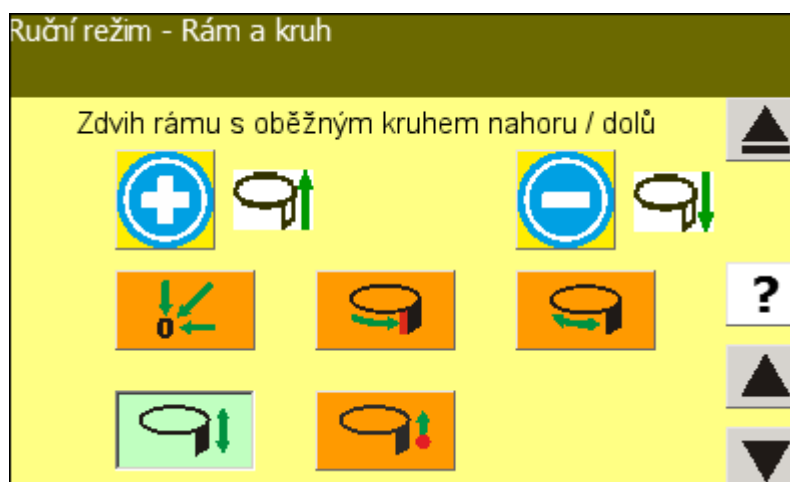 Ruční režim - Rám a kruh
Zdvih rámu s oběžným kruhem nahoru / dolů
?
0